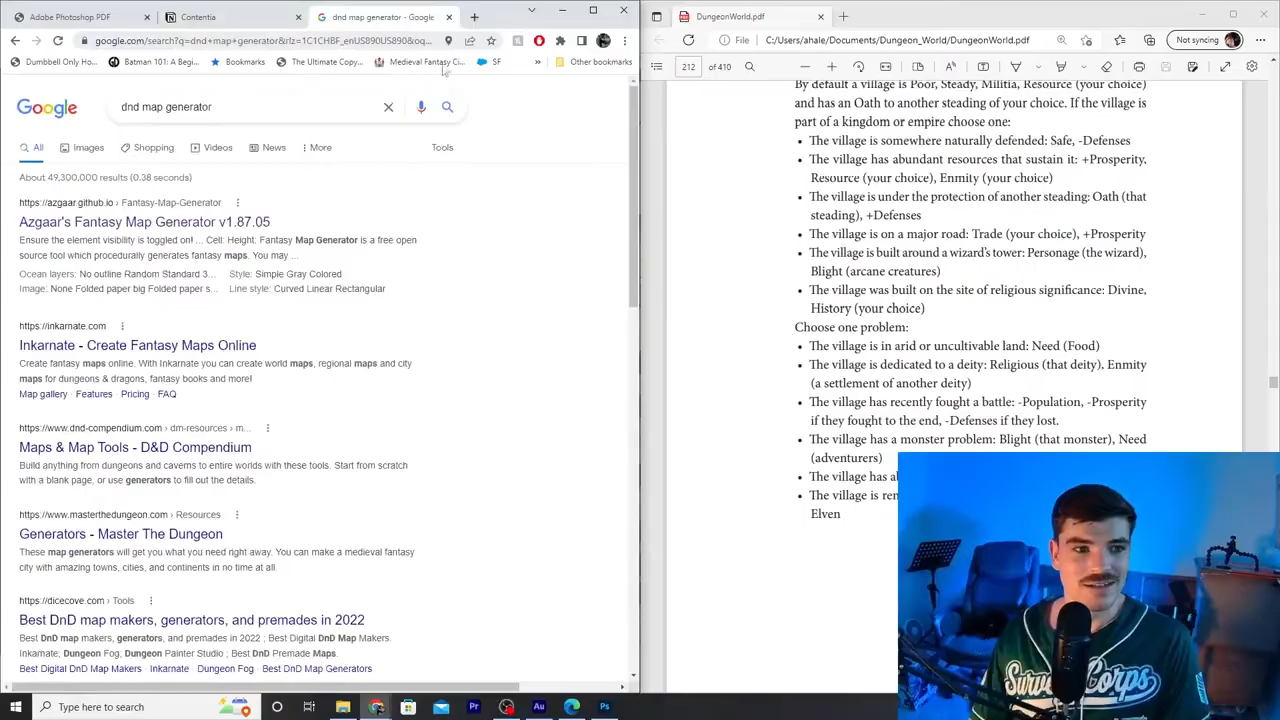 Adobe Photoshop PDF
Contentia
dnd map generator - Google
google.com/search?q=dnd+map+generator&rlz=1C1CHBF_enUS890US890&oq...
Dumbbell Only Ho...
Batman 101: A Begi...
Bookmarks
The Ultimate Copy...
Medieval Fantasy Ci...
SF
»
Other bookmarks
Google
dnd map generator
All
Images
Shopping
Videos
News
More
Tools
About 49,300,000 results (0.38 seconds)
https://azgaar.github.io › Fantasy-Map-Generator
Azgaar's Fantasy Map Generator v1.87.05
Ensure the element visibility is toggled on! ... Cell: Height: Fantasy Map Generator is a free open
source tool which procedurally generates fantasy maps. You may ...
Ocean layers: No outline Random Standard 3... Style: Simple Gray Colored
Image: None Folded paper big Folded paper s... Line style: Curved Linear Rectangular
https://inkarnate.com
Inkarnate - Create Fantasy Maps Online
Create fantasy maps online. With Inkarnate you can create world maps, regional maps and city
maps for dungeons & dragons, fantasy books and more!
Map gallery · Features · Pricing · FAQ
https://www.dnd-compendium.com › dm-resources › m...
Maps & Map Tools - D&D Compendium
Build anything from dungeons and caverns to entire worlds with these tools. Start from scratch
with a blank page, or use generators to fill out the details.
https://www.masterthedungeon.com › Resources
Generators - Master The Dungeon
These map generators will get you what you need right away. You can make a medieval fantasy
city with amazing towns, cities, and continents in no time at all.
https://dicecove.com › Tools
Best DnD map makers, generators, and premades in 2022
Best DnD map makers, generators, and premades in 2022 ; Best Digital DnD Map Makers.
Inkarnate; Dungeon Fog; Dungeon Painter Studio ; Best DnD Premade Maps.
Best Digital DnD Map Makers · Inkarnate · Dungeon Fog · Best DnD Map Generators
Type here to search
DungeonWorld.pdf
File
C:/Users/ahale/Documents/Dungeon_World/DungeonWorld.pdf
Not syncing
212 of 410
By default a village is Poor, Steady, Militia, Resource (your choice)
and has an Oath to another steading of your choice. If the village is
part of a kingdom or empire choose one:
• The village is somewhere naturally defended: Safe, -Defenses
• The village has abundant resources that sustain it: +Prosperity,
Resource (your choice), Enmity (your choice)
• The village is under the protection of another steading: Oath (that
steading), +Defenses
• The village is on a major road: Trade (your choice), +Prosperity
• The village is built around a wizard's tower: Personage (the wizard),
Blight (arcane creatures)
• The village was built on the site of religious significance: Divine,
History (your choice)
Choose one problem:
• The village is in arid or uncultivable land: Need (Food)
• The village is dedicated to a deity: Religious (that deity), Enmity
(a settlement of another deity)
• The village has recently fought a battle: -Population, -Prosperity
if they fought to the end, -Defenses if they lost.
• The village has a monster problem: Blight (that monster), Need
(adventurers)
• The village has
• The village is
Elven
Corps
Pr
Au
Ps